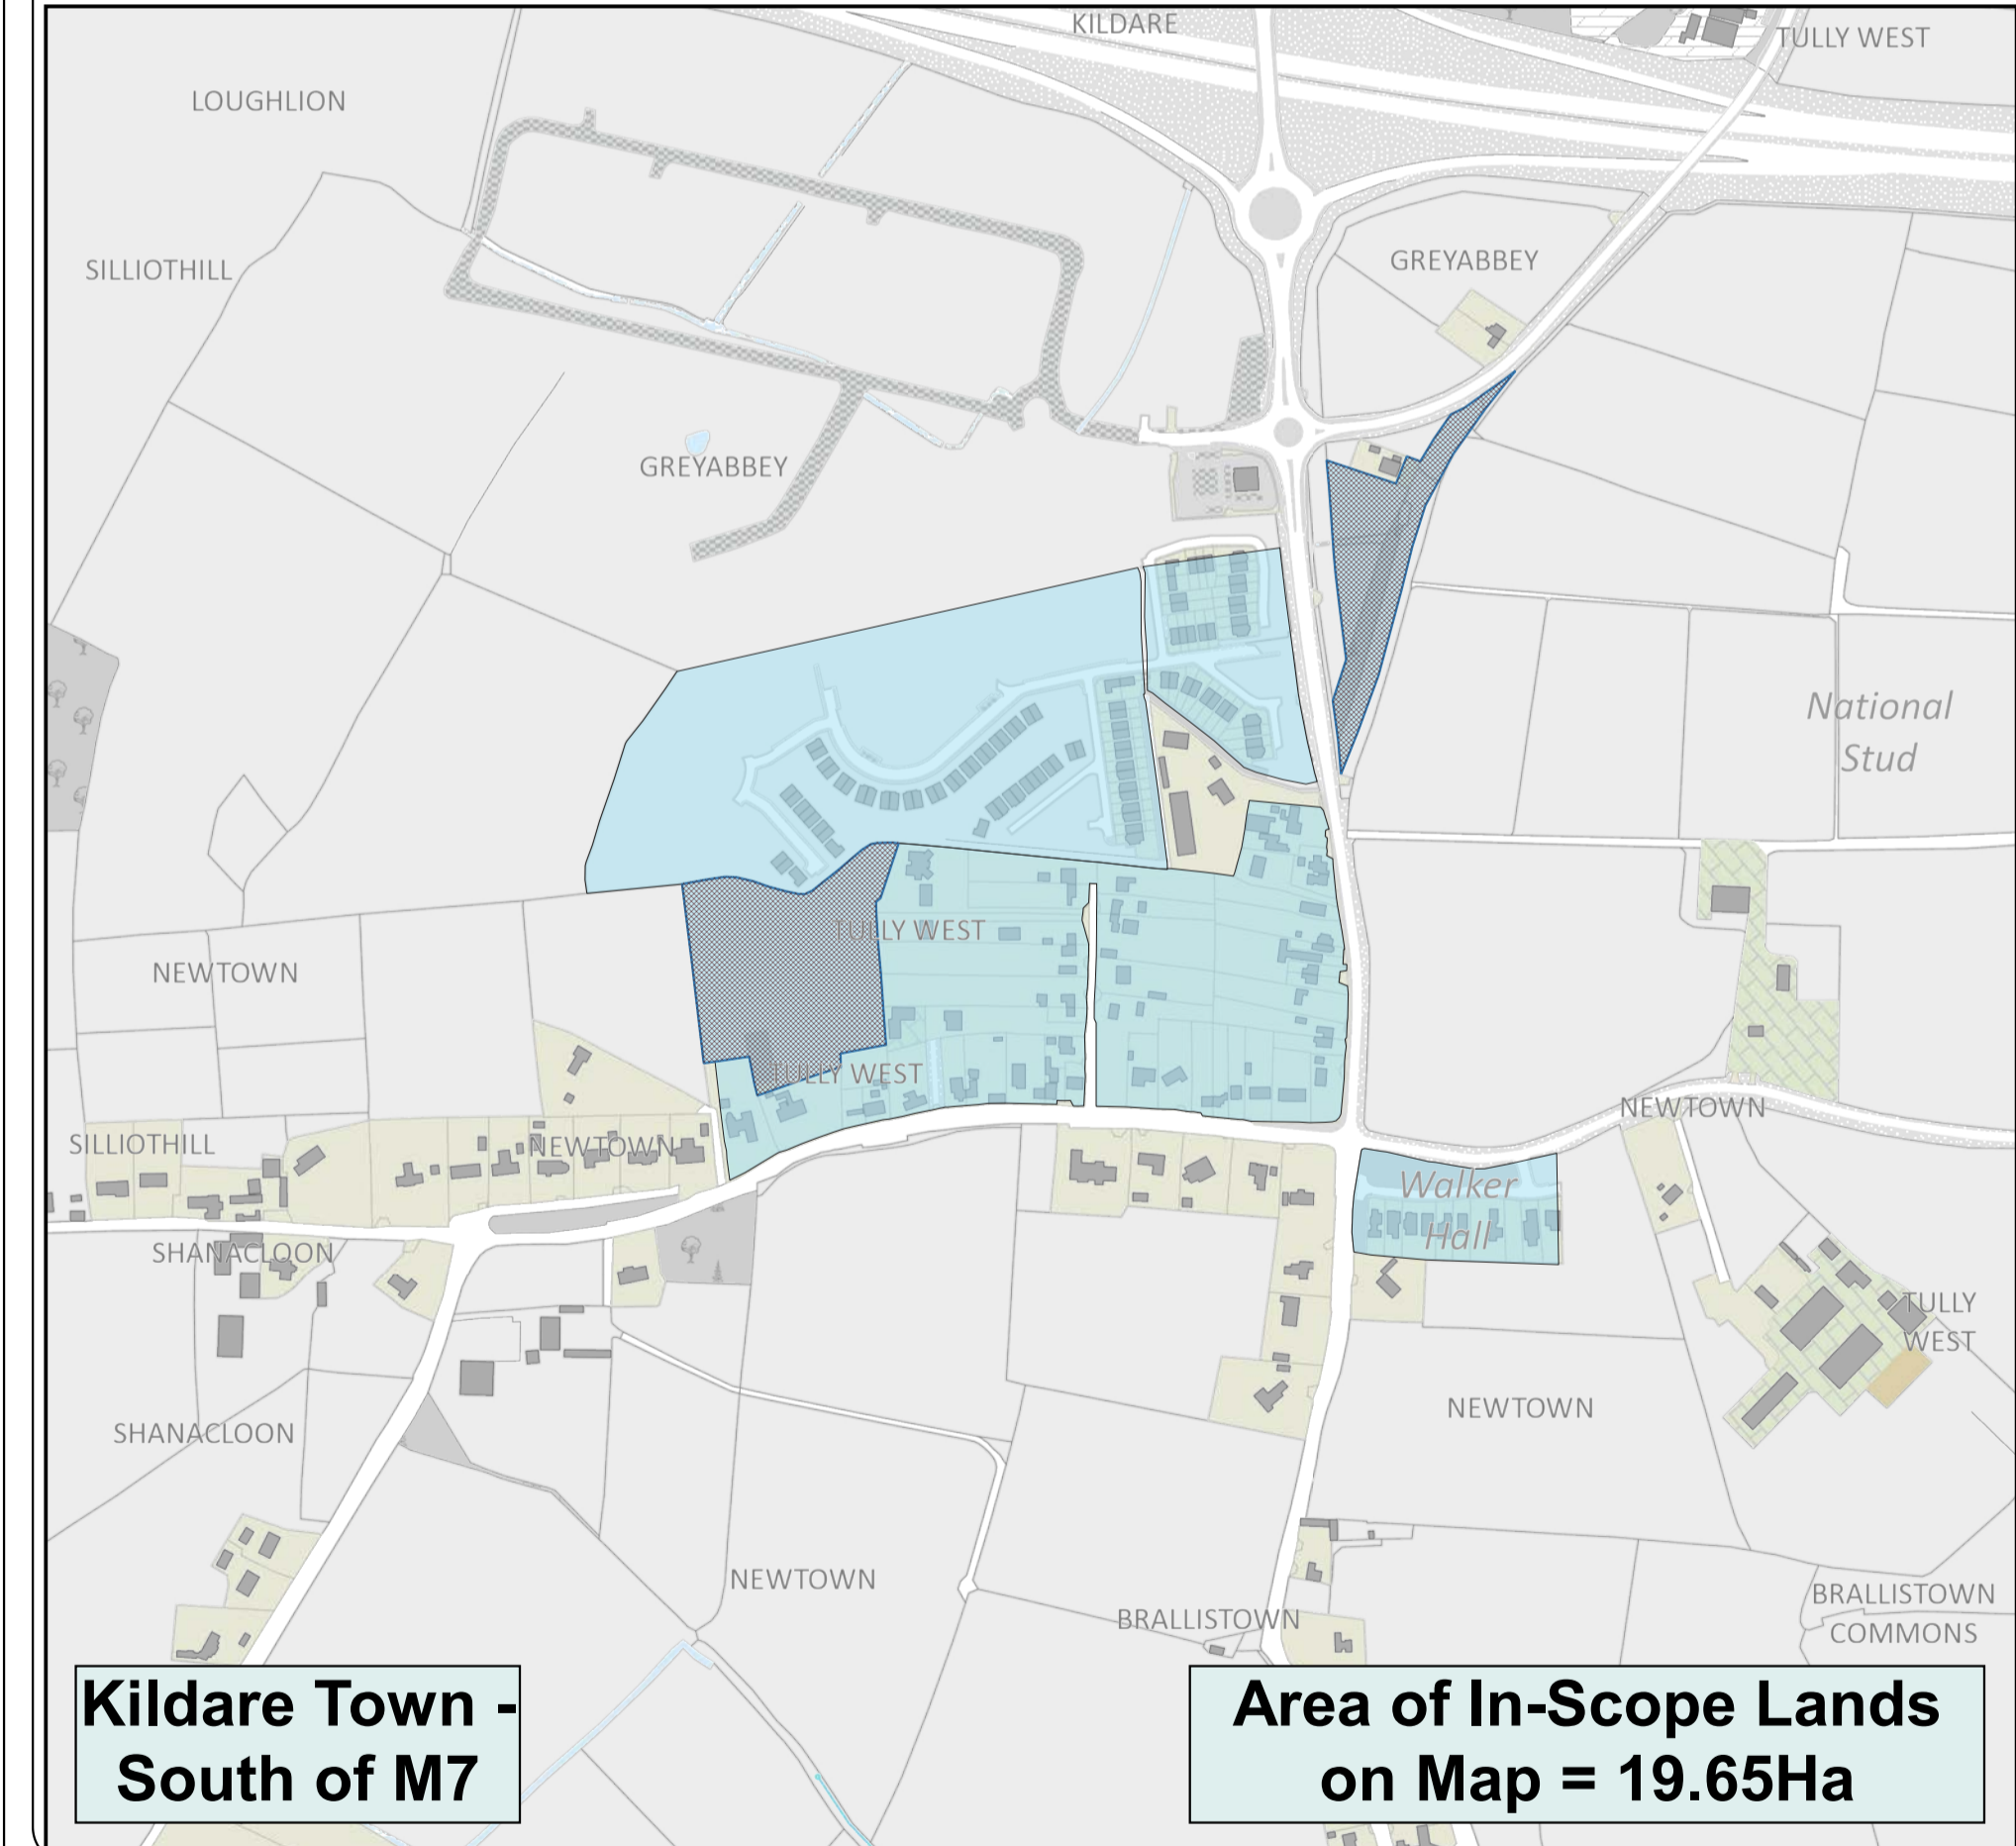 KILDARE
TULLY WEST
LOUGHLION
SILLIOTHILL
GREYABBEY
GREYABBEY
National
Stud
TULLY WEST
NEWTOWN
TULLY WEST
NEWTOWN
SILLIOTHILL
NEWTOWN
Walker
Hall
SHANACLOON
TULLY
WEST
NEWTOWN
SHANACLOON
NEWTOWN
BRALLISTOWN
BRALLISTOWN
COMMONS
Kildare Town -
South of M7
Area of In-Scope Lands
on Map = 19.65Ha